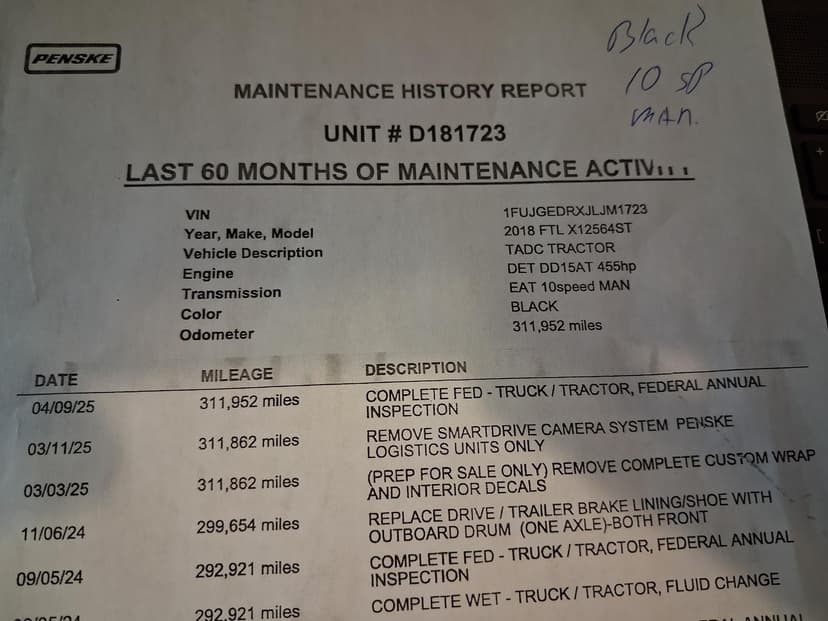 PENSKE
Black
10 SP
MAN.
MAINTENANCE HISTORY REPORT
UNIT # D181723
LAST 60 MONTHS OF MAINTENANCE
VIN 1FUJGEDRXJLJM1723
Year, Make, Model 2018 FTL X12564ST
Vehicle Description TADC TRACTOR
Engine DET DD15AT 455hp
Transmission EAT 10speed MAN
Color BLACK
Odometer 311,952 miles
DATE MILEAGE DESCRIPTION
04/09/25 311,952 miles COMPLETE FED - TRUCK / TRACTOR, FEDERAL ANNUAL
INSPECTION
03/11/25 311,862 miles REMOVE SMARTDRIVE CAMERA SYSTEM PENSKE
LOGISTICS UNITS ONLY
03/03/25 311,862 miles (PREP FOR SALE ONLY) REMOVE COMPLETE CUSTOM WRAP
AND INTERIOR DECALS
11/06/24 299,654 miles REPLACE DRIVE / TRAILER BRAKE LINING/SHOE WITH
OUTBOARD DRUM (ONE AXLE)-BOTH FRONT
09/05/24 292,921 miles COMPLETE FED - TRUCK / TRACTOR, FEDERAL ANNUAL
INSPECTION
292,921 miles COMPLETE WET - TRUCK / TRACTOR, FLUID CHANGE